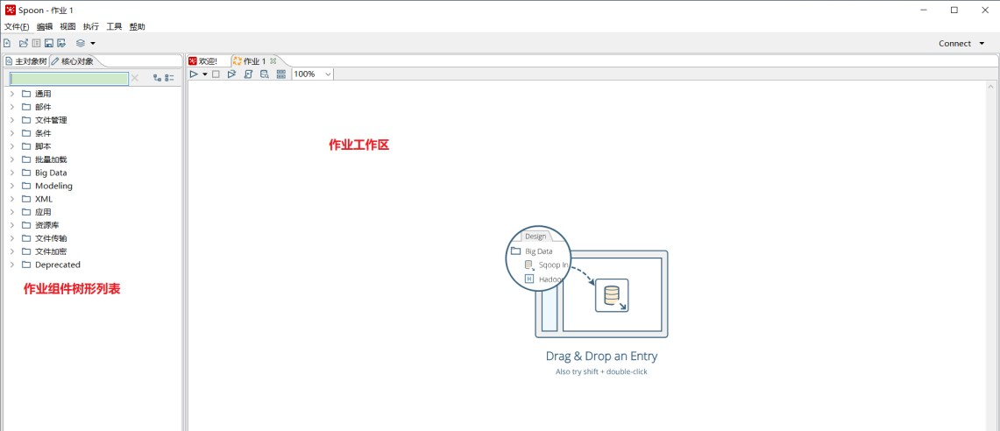 Spoon - 作业 1
文件(F) 编辑 视图 执行 工具 帮助
Connect
主对象树 核心对象
欢迎! 作业 1
100%
通用
部件
文件管理
条件
脚本
批量加载
Big Data
Modeling
XML
应用
资源库
文件传输
文件加密
Deprecated
作业组件树形列表
作业工作区
Design
Big Data
Sqoop In
H Hadoo
Drag & Drop an Entry
Also try shift + double-click